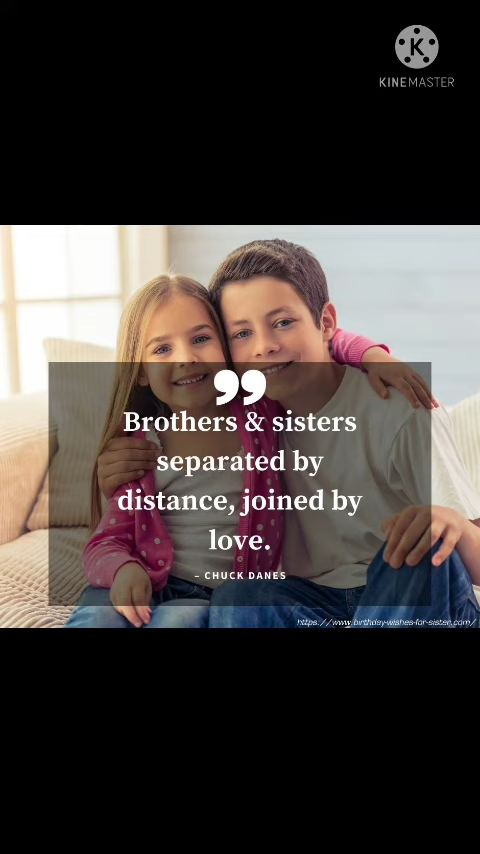 KINEMASTER
Brothers & sisters
separated by
distance, joined by
love.
– CHUCK DANES
https://www.birthday-wishes-for-sister.com/